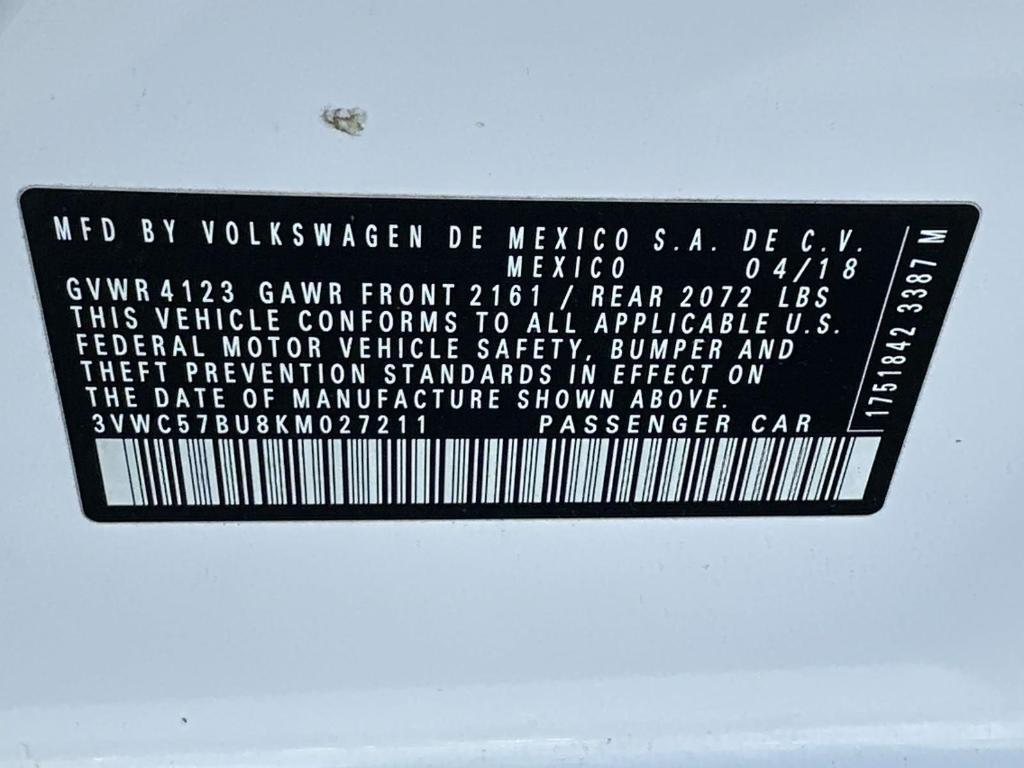 MFD BY VOLKSWAGEN DE MEXICO S.A. DE C.V.
MEXICO 04/18
GVWR 4123 GAWR FRONT 2161 / REAR 2072 LBS
THIS VEHICLE CONFORMS TO ALL APPLICABLE U.S.
FEDERAL MOTOR VEHICLE SAFETY, BUMPER AND
THEFT PREVENTION STANDARDS IN EFFECT ON
THE DATE OF MANUFACTURE SHOWN ABOVE.
3VWC57BU8KM027211 PASSENGER CAR
1751842 3387 M